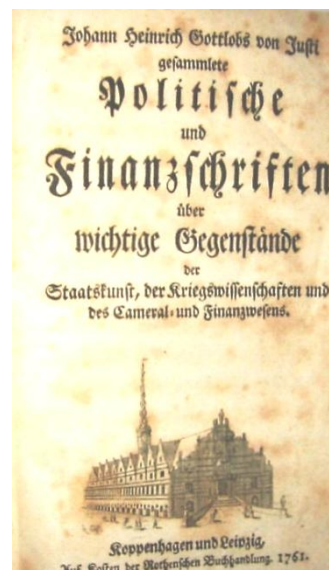 Johann Heinrich Gottlobs von Justi
gesammlete
Politische
und
Finanzschriften
über
wichtige Gegenstände
der
Staatskunst, der Kriegswissenschaften und
des Cameral- und Finanzwesens.
Koppenhagen und Leipzig,
Auf Kosten der Rothenschen Buchhandlung. 1761.